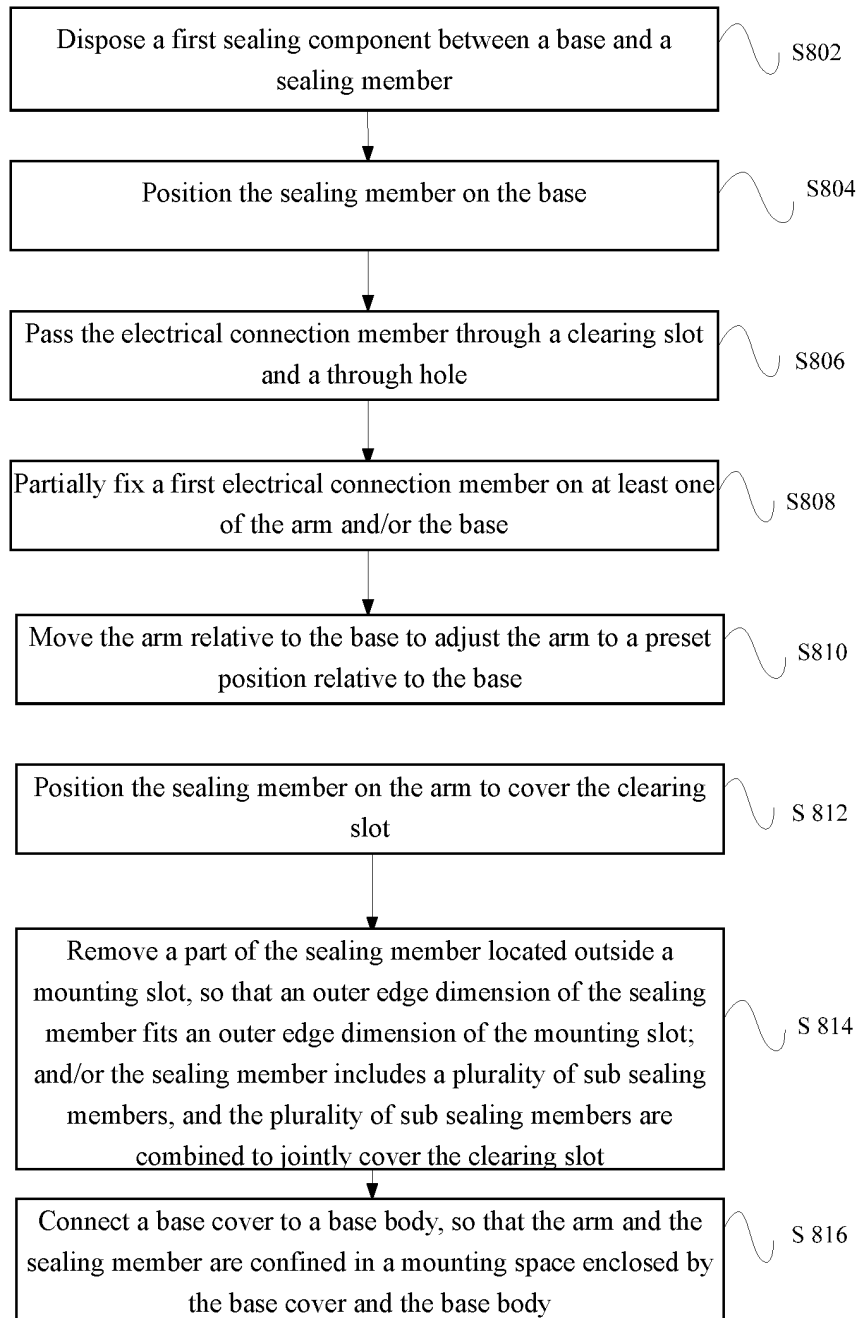 Dispose a first sealing component between a base and a
sealing member
S802
Position the sealing member on the base
S804
Pass the electrical connection member through a clearing slot
and a through hole
S806
Partially fix a first electrical connection member on at least one
of the arm and/or the base
S808
Move the arm relative to the base to adjust the arm to a preset
position relative to the base
S810
Position the sealing member on the arm to cover the clearing
slot
S 812
Remove a part of the sealing member located outside a
mounting slot, so that an outer edge dimension of the sealing
member fits an outer edge dimension of the mounting slot;
and/or the sealing member includes a plurality of sub sealing
members, and the plurality of sub sealing members are
combined to jointly cover the clearing slot
S 814
Connect a base cover to a base body, so that the arm and the
sealing member are confined in a mounting space enclosed by
the base cover and the base body
S 816